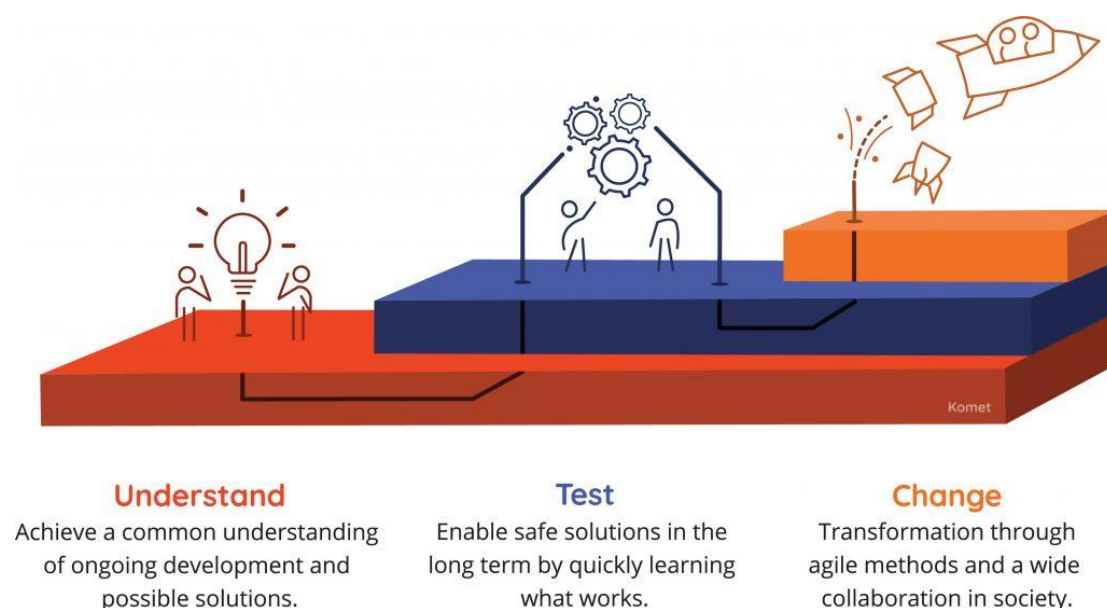 Komet
Understand
Achieve a common understanding
of ongoing development and
possible solutions.
Test
Enable safe solutions in the
long term by quickly learning
what works.
Change
Transformation through
agile methods and a wide
collaboration in society.